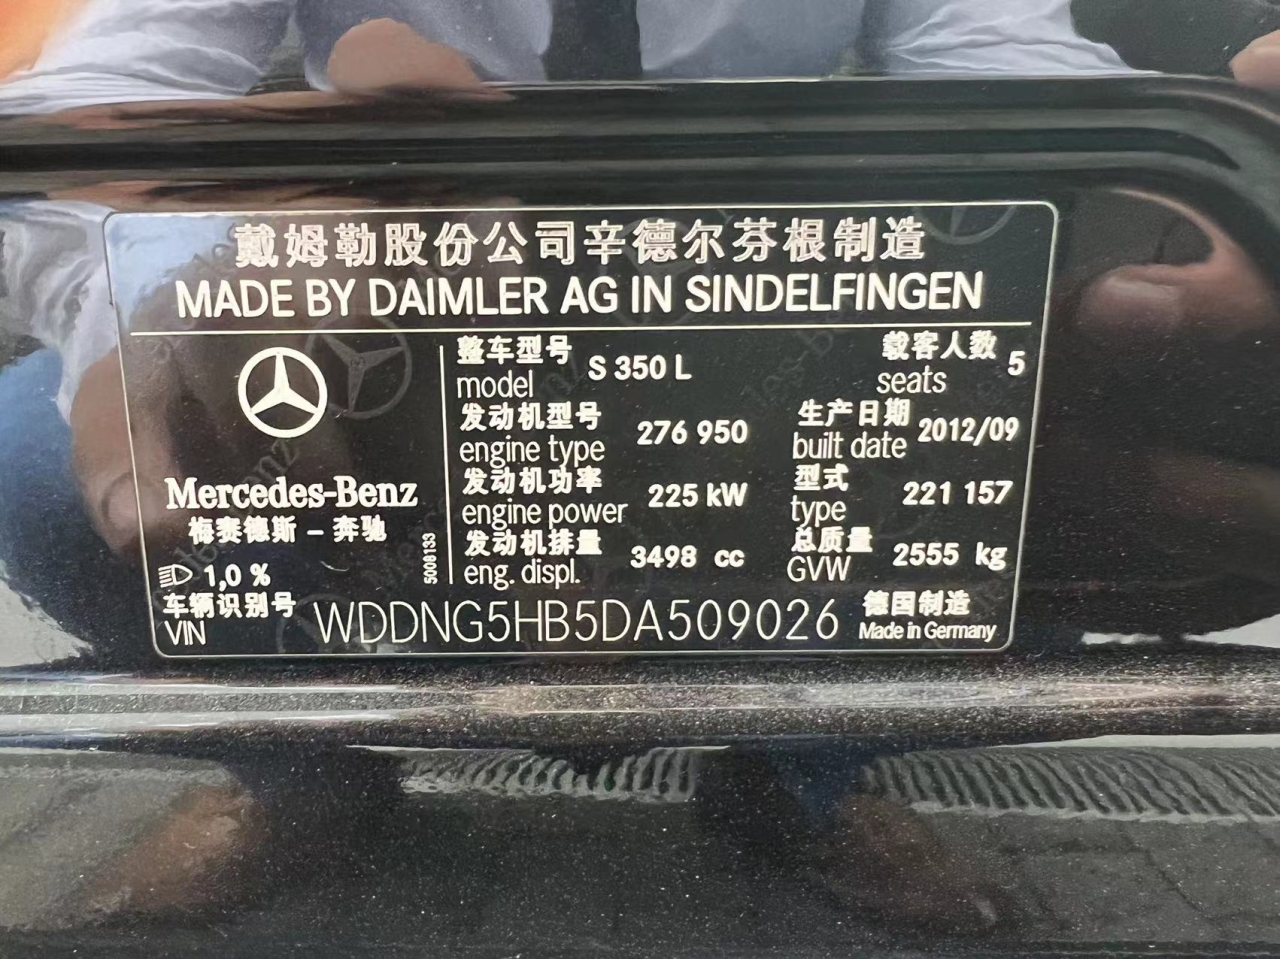 戴姆勒股份公司辛德尔芬根制造
MADE BY DAIMLER AG IN SINDELFINGEN
整车型号 model S 350 L 载客人数 seats 5
发动机型号 engine type 276 950 生产日期 built date 2012/09
Mercedes-Benz
梅赛德斯－奔驰
发动机功率 engine power 225 kW 型式 type 221 157
发动机排量 eng. displ. 3498 cc 总质量 GVW 2555 kg
5008133
1,0 %
车辆识别号 VIN WDDNG5HB5DA509026 德国制造 Made in Germany